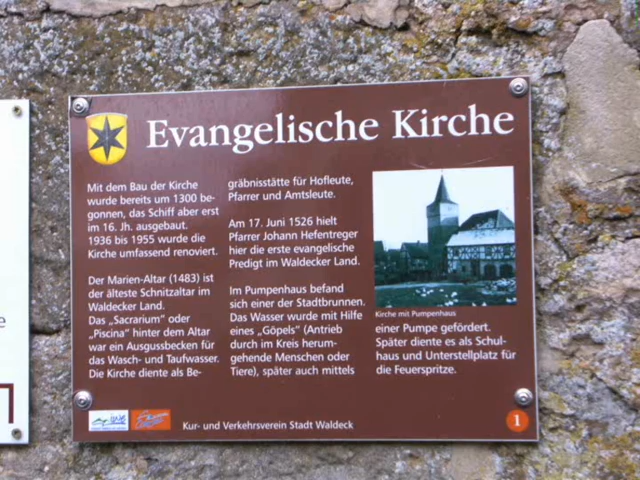 Evangelische Kirche
Mit dem Bau der Kirche
wurde bereits um 1300 be-
gonnen, das Schiff aber erst
im 16. Jh. ausgebaut.
1936 bis 1955 wurde die
Kirche umfassend renoviert.
Der Marien-Altar (1483) ist
der älteste Schnitzaltar im
Waldecker Land.
Das „Sacrarium" oder
„Piscina" hinter dem Altar
war ein Ausgussbecken für
das Wasch- und Taufwasser.
Die Kirche diente als Be-
gräbnisstätte für Hofleute,
Pfarrer und Amtsleute.
Am 17. Juni 1526 hielt
Pfarrer Johann Hefentreger
hier die erste evangelische
Predigt im Waldecker Land.
Im Pumpenhaus befand
sich einer der Stadtbrunnen.
Das Wasser wurde mit Hilfe
eines „Göpels" (Antrieb
durch im Kreis herum-
gehende Menschen oder
Tiere), später auch mittels
Kirche mit Pumpenhaus
einer Pumpe gefördert.
Später diente es als Schul-
haus und Unterstellplatz für
die Feuerspritze.
Kur- und Verkehrsverein Stadt Waldeck
1
e